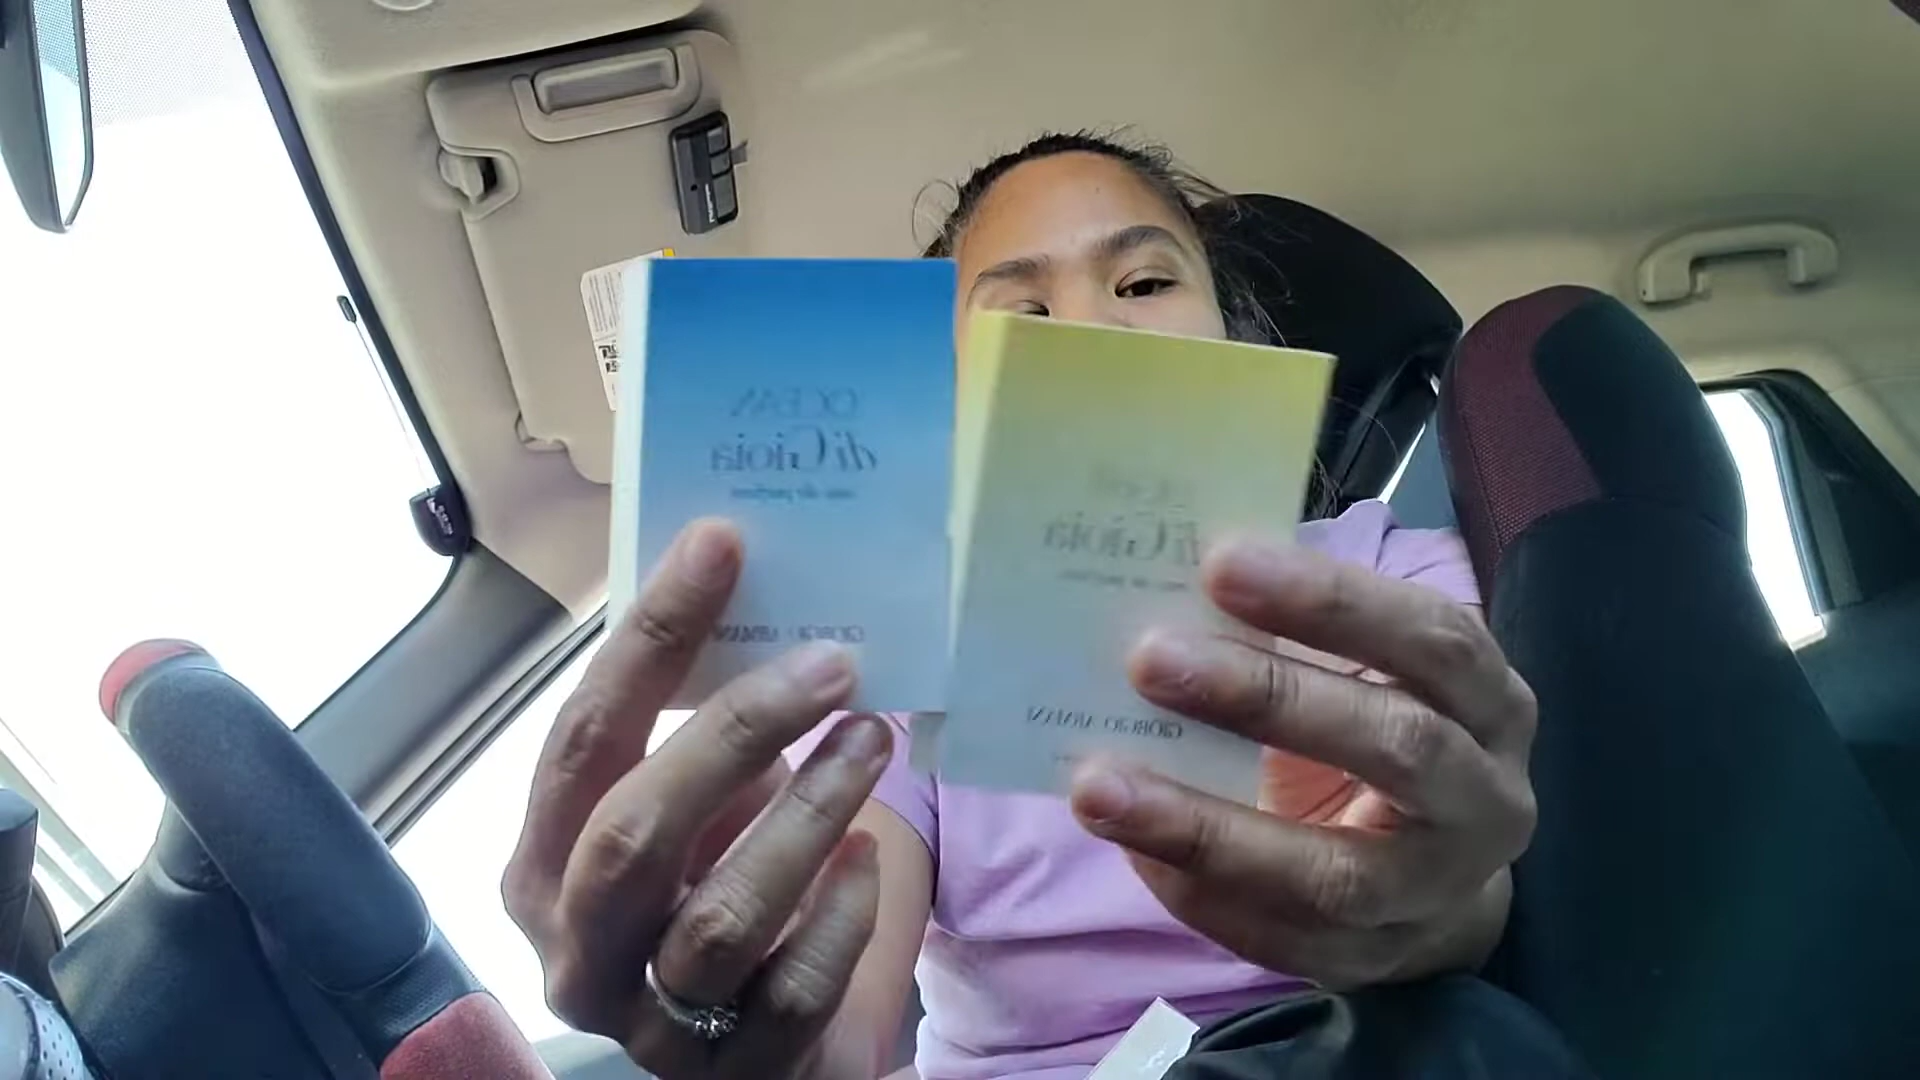 OCEAN
di Gioia
eau de parfum
GIORGIO ARMANI
di Gioia
eau de parfum
GIORGIO ARMANI